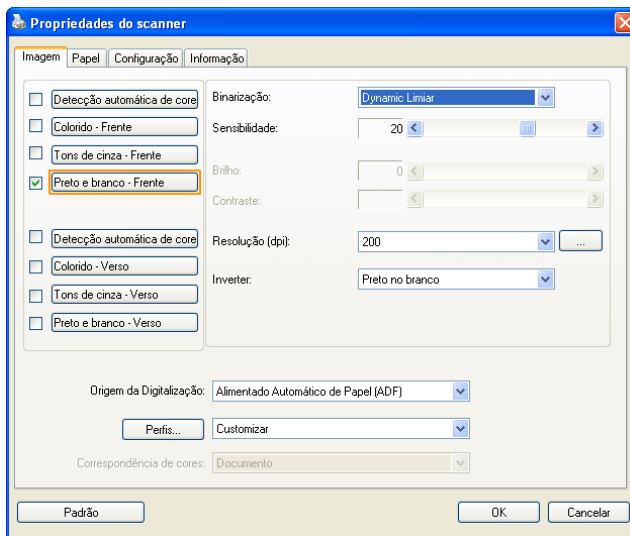 Propriedades do scanner
Imagem Papel Configuração Informação
Detecção automática de core
Colorido - Frente
Tons de cinza - Frente
Preto e branco - Frente
Detecção automática de core
Colorido - Verso
Tons de cinza - Verso
Preto e branco - Verso
Binarização: Dynamic Limiar
Sensibilidade: 20
Brilho: 0
Contraste:
Resolução (dpi): 200 ...
Inverter: Preto no branco
Origem da Digitalização: Alimentado Automático de Papel (ADF)
Perfis... Customizar
Correspondência de cores: Documento
Padrão OK Cancelar